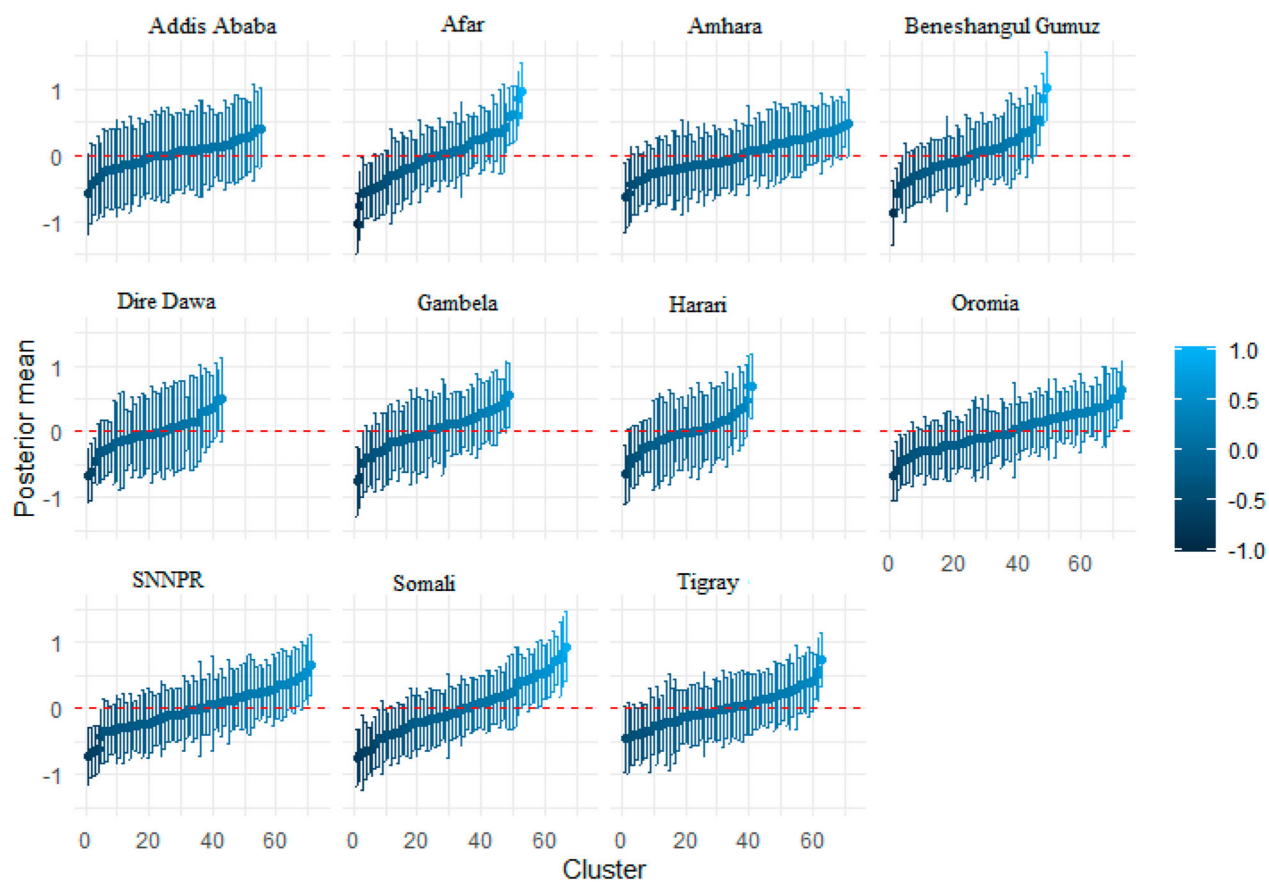 Addis Ababa Afar Amhara Beneshangul Gumuz
1
0
-1
Dire Dawa Gambela Harari Oromia
Posterior mean
1
0
-1
1.0
0.5
0.0
-0.5
-1.0
0 20 40 60
SNNPR Somali Tigray
1
0
-1
0 20 40 60 0 20 40 60 0 20 40 60
Cluster